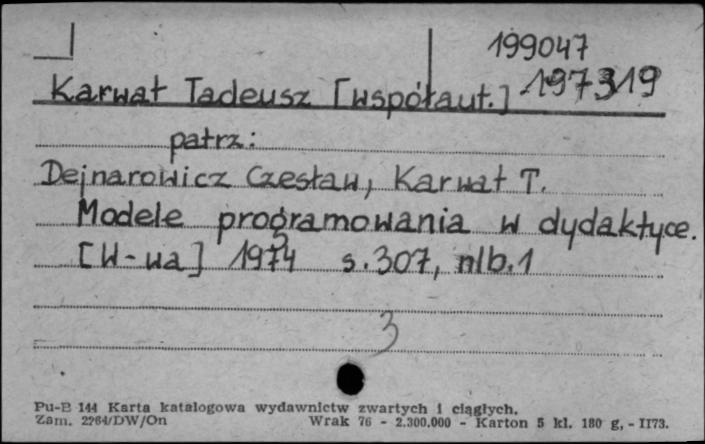 199047
Karwat Tadeusz [współaut.] 197319
patrz:
Dejnarowicz Czesław, Karwat T.
Modele programowania w dydaktyce.
[W-wa] 1974 s. 307, nlb. 1
3
Pu-B 144 Karta katalogowa wydawnictw zwartych i ciągłych.
Zam. 2264/DW/On Wrak 76 - 2.300.000 - Karton 5 kl. 180 g, - II73.